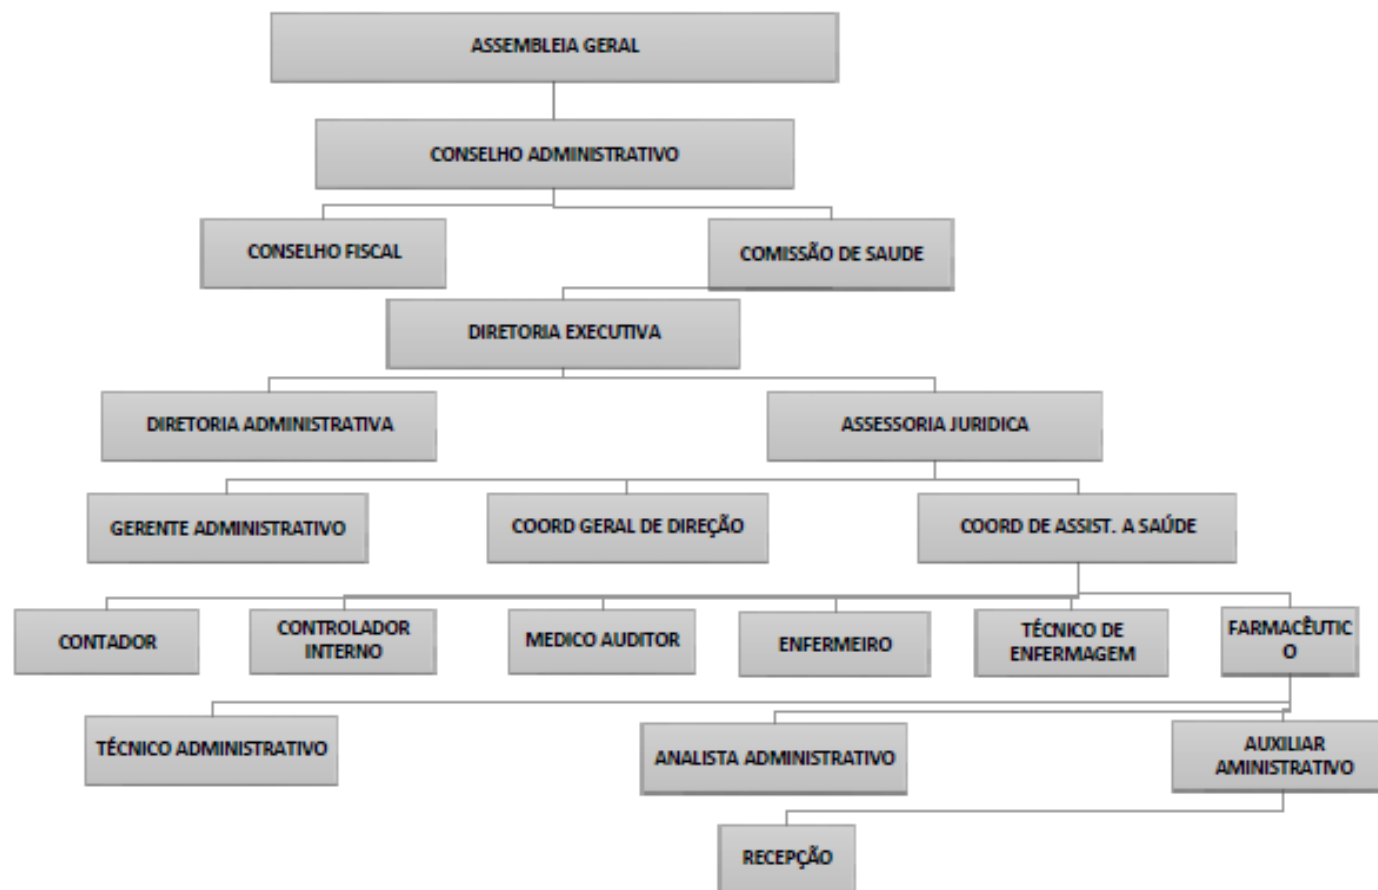 ASSEMBLEIA GERAL
CONSELHO ADMINISTRATIVO
CONSELHO FISCAL
COMISSÃO DE SAUDE
DIRETORIA EXECUTIVA
DIRETORIA ADMINISTRATIVA
ASSESSORIA JURIDICA
GERENTE ADMINISTRATIVO
COORD GERAL DE DIREÇÃO
COORD DE ASSIST. A SAÚDE
CONTADOR
CONTROLADOR
INTERNO
MEDICO AUDITOR
ENFERMEIRO
TÉCNICO DE
ENFERMAGEM
FARMACÊUTIC
O
TÉCNICO ADMINISTRATIVO
ANALISTA ADMINISTRATIVO
AUXILIAR
AMINISTRATIVO
RECEPÇÃO